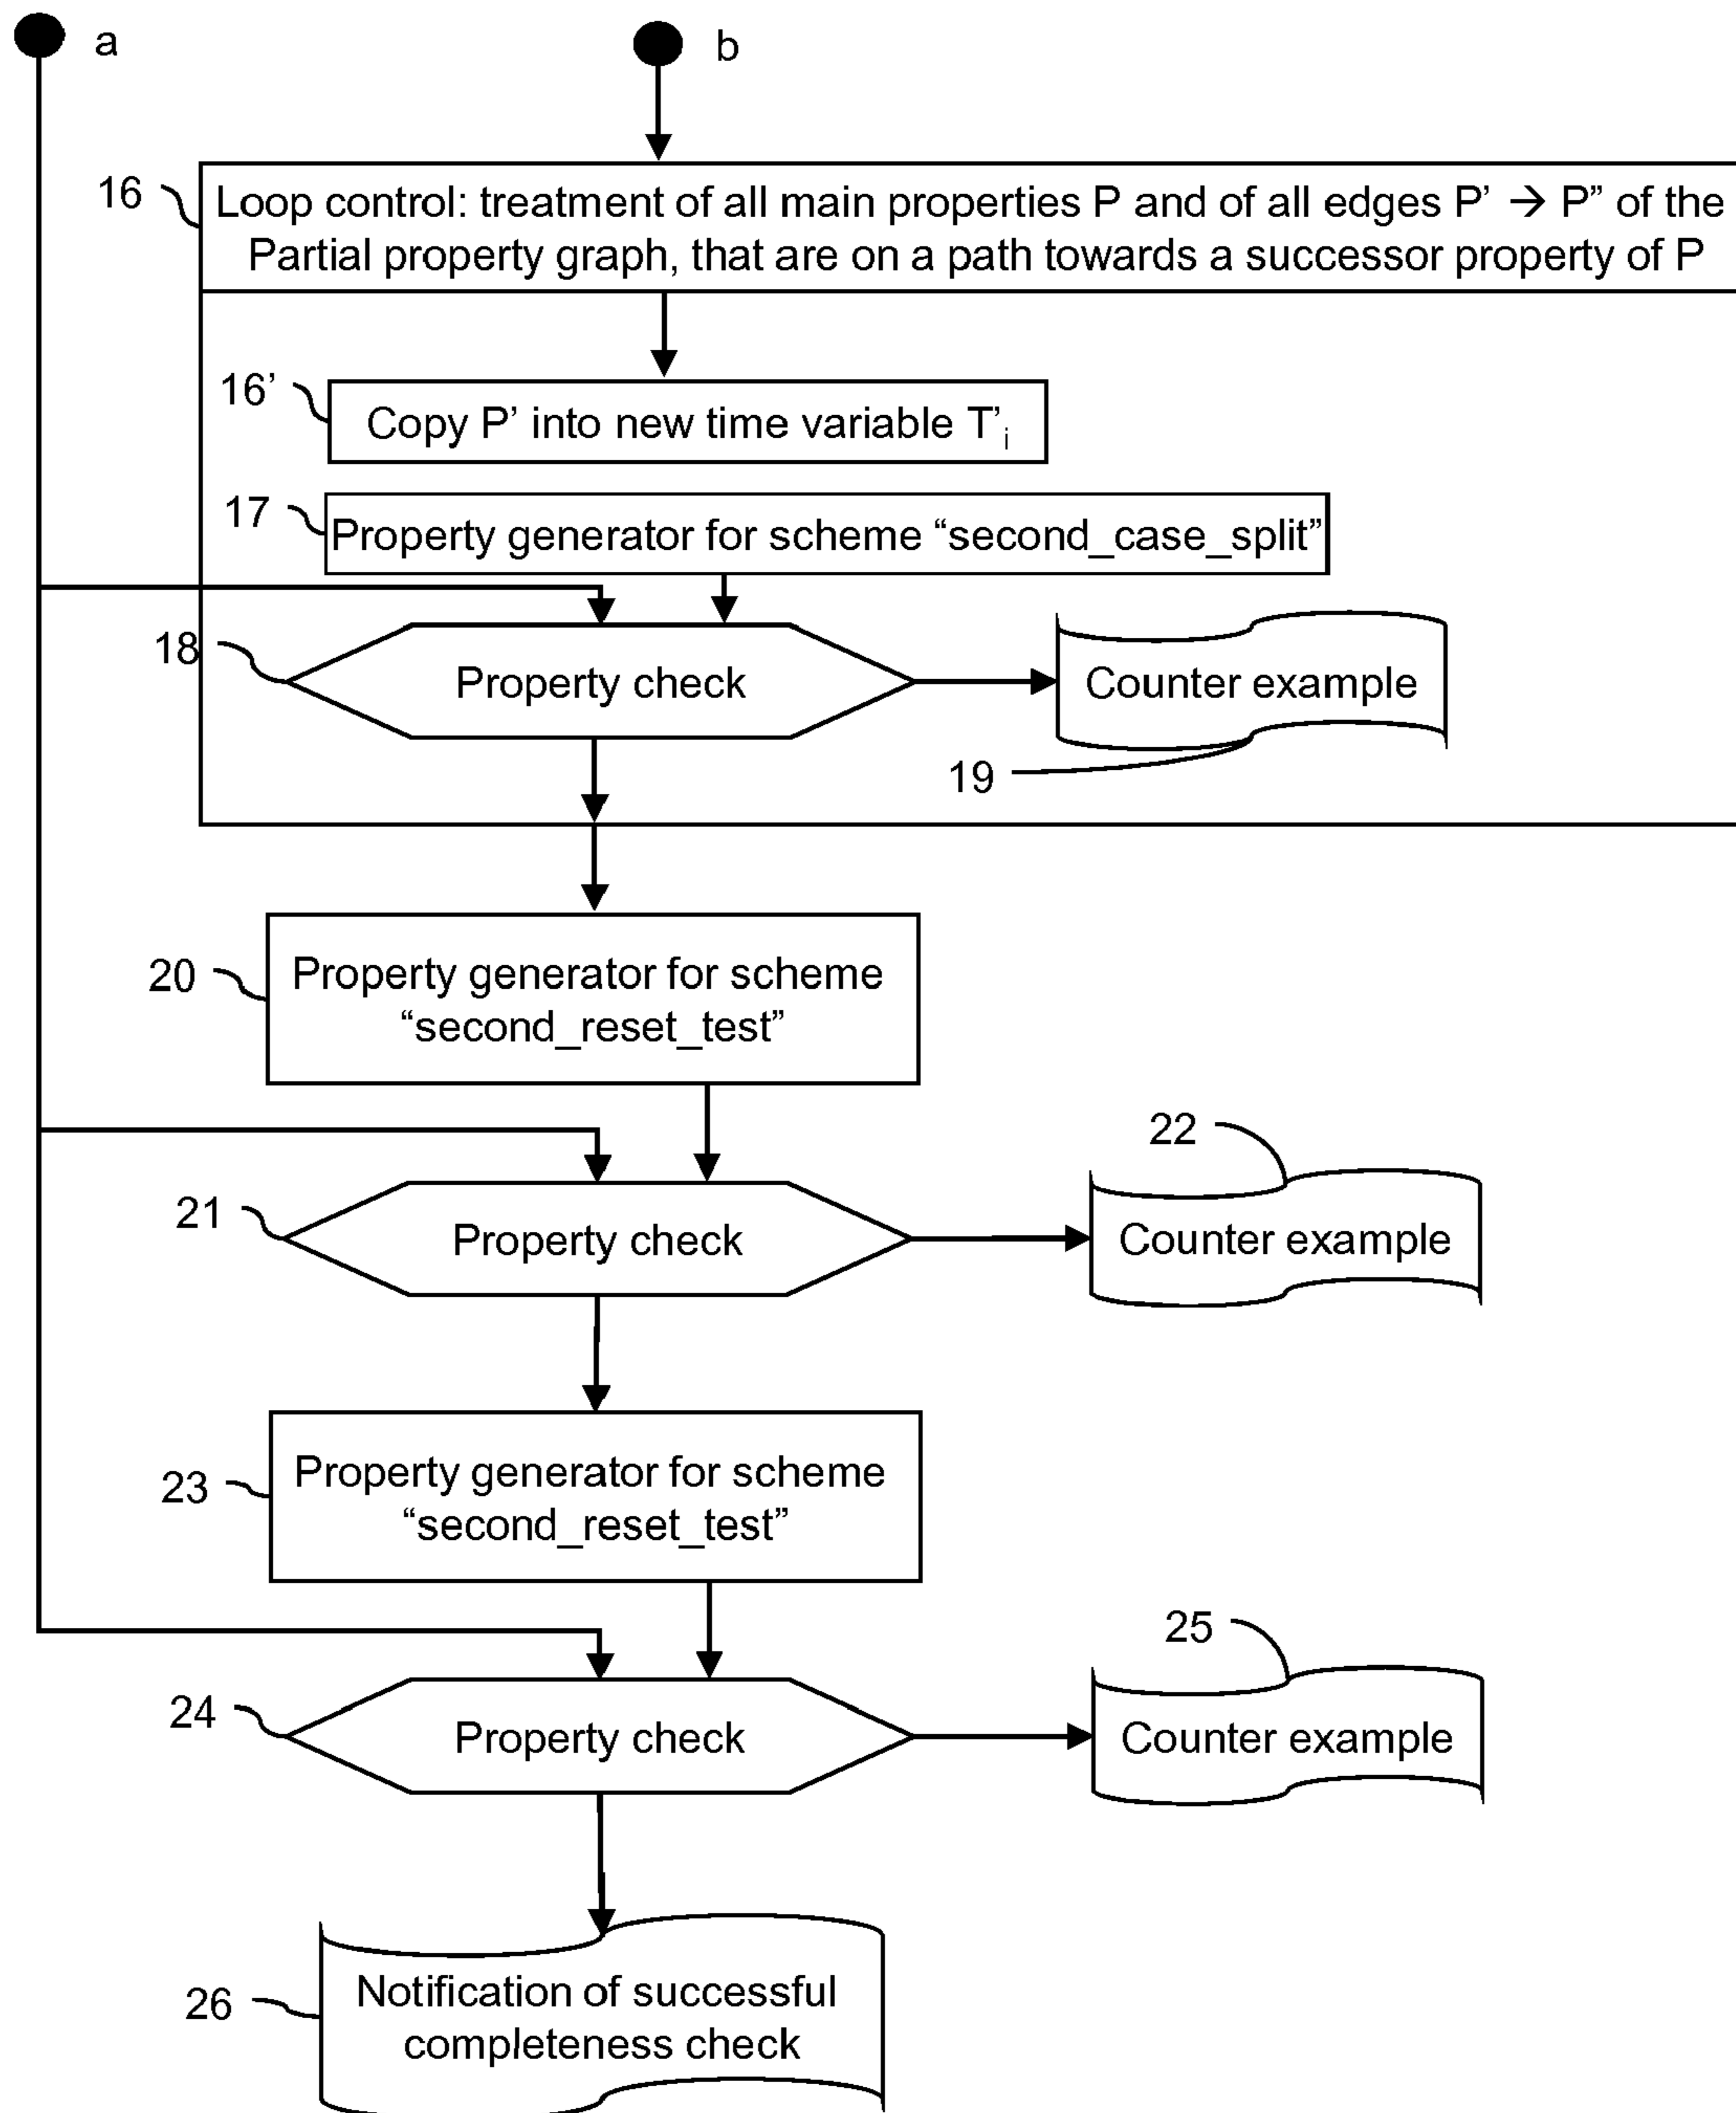 a
b
16
Loop control: treatment of all main properties P and of all edges P’ → P” of the
Partial property graph, that are on a path towards a successor property of P
16’
Copy P’ into new time variable T’i
17
Property generator for scheme “second_case_split”
18
Property check
Counter example
19
20
Property generator for scheme
“second_reset_test”
22
21
Property check
Counter example
23
Property generator for scheme
“second_reset_test”
25
24
Property check
Counter example
26
Notification of successful
completeness check